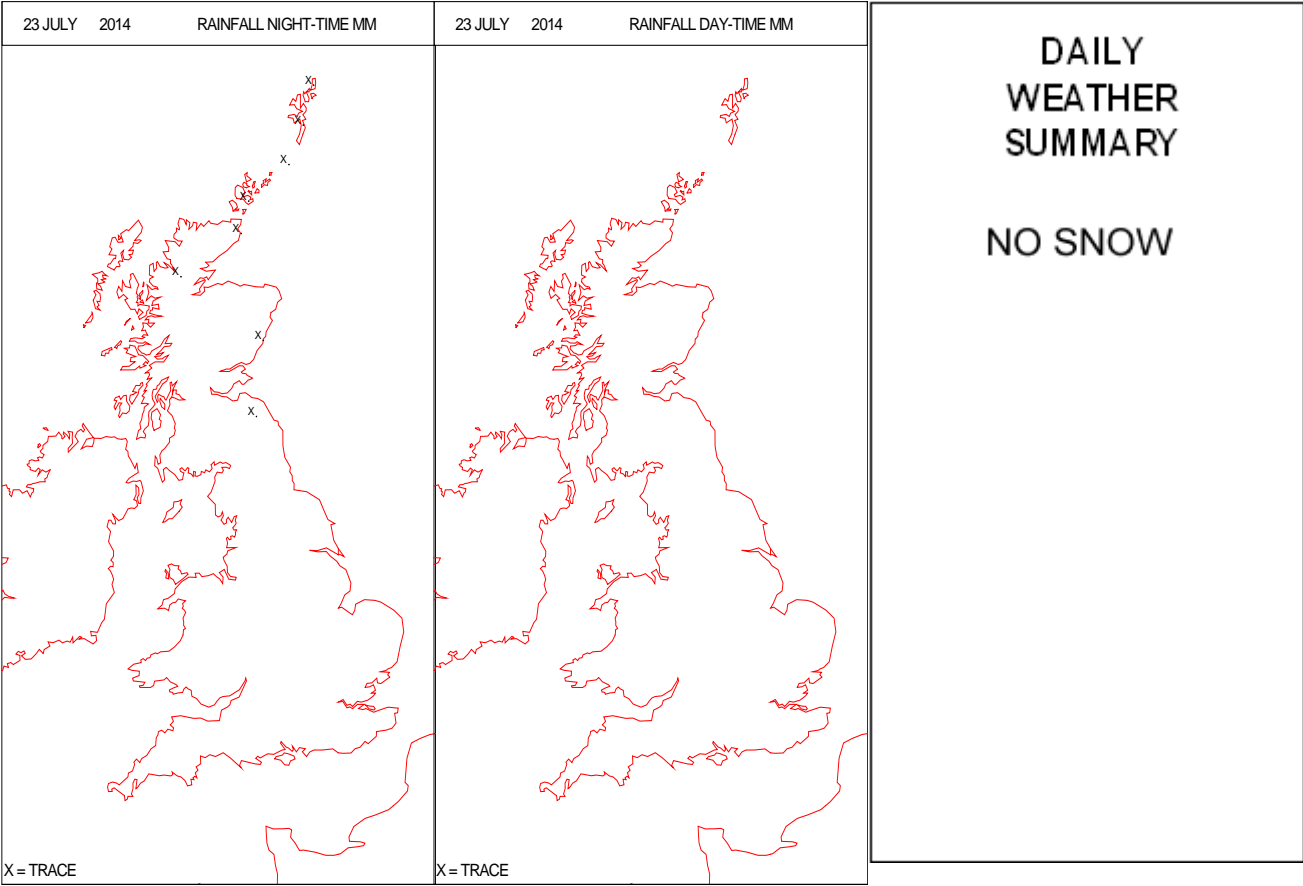 23 JULY 2014 RAINFALL NIGHT-TIME MM
X.
X.
X.
X.
X.
X.
X.
X.
X = TRACE
23 JULY 2014 RAINFALL DAY-TIME MM
X = TRACE
DAILY
WEATHER
SUMMARY
NO SNOW